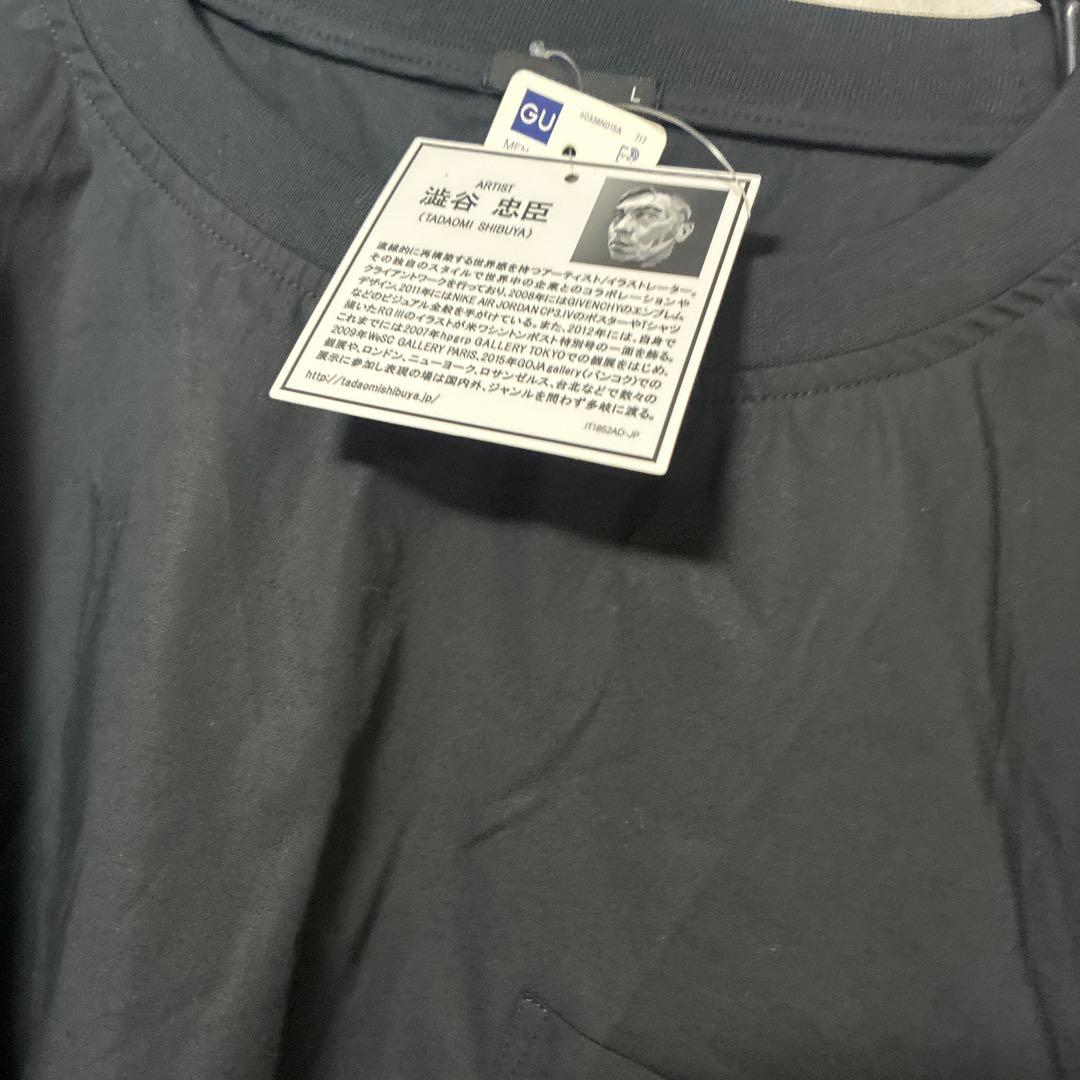 L
GU
MEN
ARTIST
澁谷 忠臣
(TADAOMI SHIBUYA)
直線的に再構築する世界感を持つアーティスト/イラストレーター。
その独自のスタイルで世界中の企業とのコラボレーションや
クライアントワークを行っており、2008年にはGIVENCHYのエンブレム
デザイン、2011年にはNIKE AIR JORDAN CP3.IVのポスターやTシャツ
などのビジュアル全般を手がけている。また、2012年には、自身で
描いたRG IIIのイラストが米ワシントンポスト特別号の一面を飾る。
これまでには2007年hpgrp GALLERY TOKYOでの個展をはじめ、
2009年WeSC GALLERY PARIS、2015年GOJA gallery(バンコク)での
個展や、ロンドン、ニューヨーク、ロサンゼルス、台北などで数々の
展示に参加し表現の場は国内外、ジャンルを問わず多岐に渡る。
http://tadaomishibuya.jp/
IT1852AD-JP